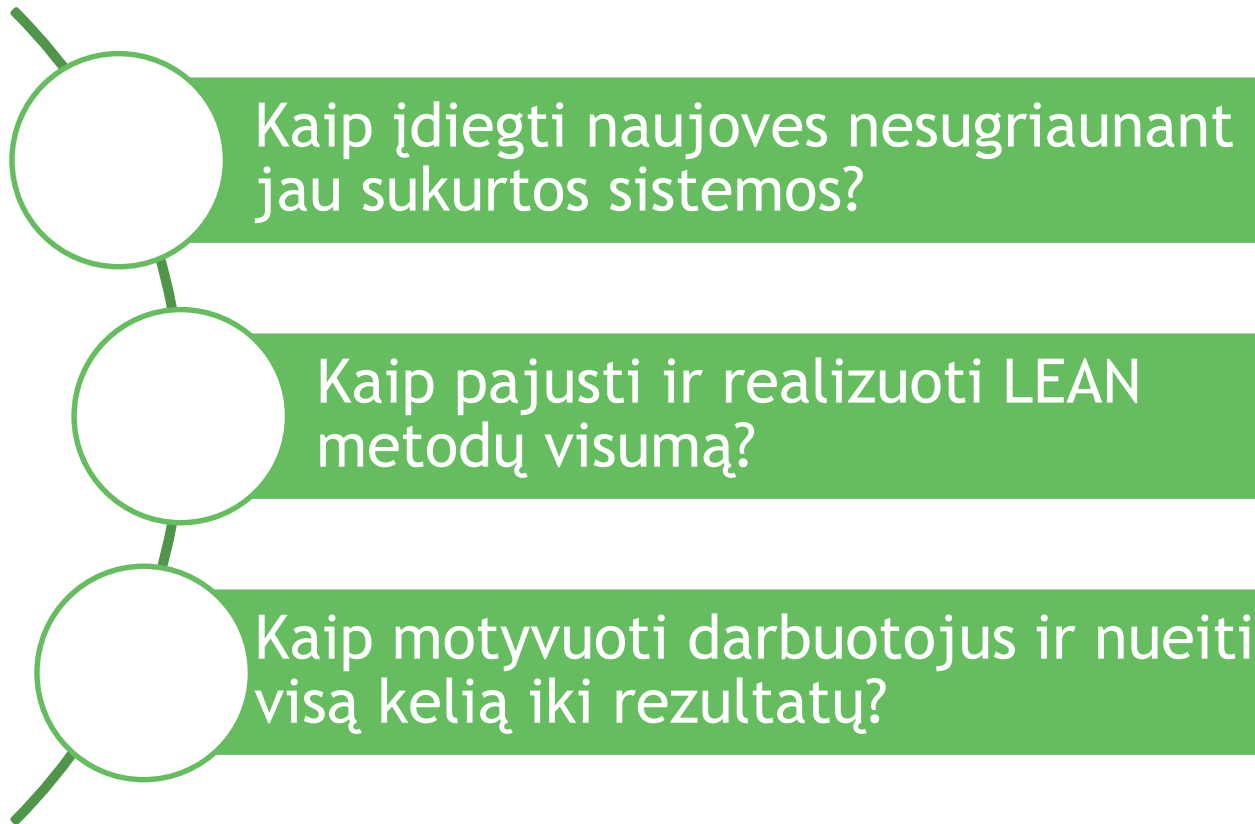 Kaip įdiegti naujoves nesugriaunant
jau sukurtos sistemos?
Kaip pajusti ir realizuoti LEAN
metodų visumą?
Kaip motyvuoti darbuotojus ir nueiti
visą kelią iki rezultatų?